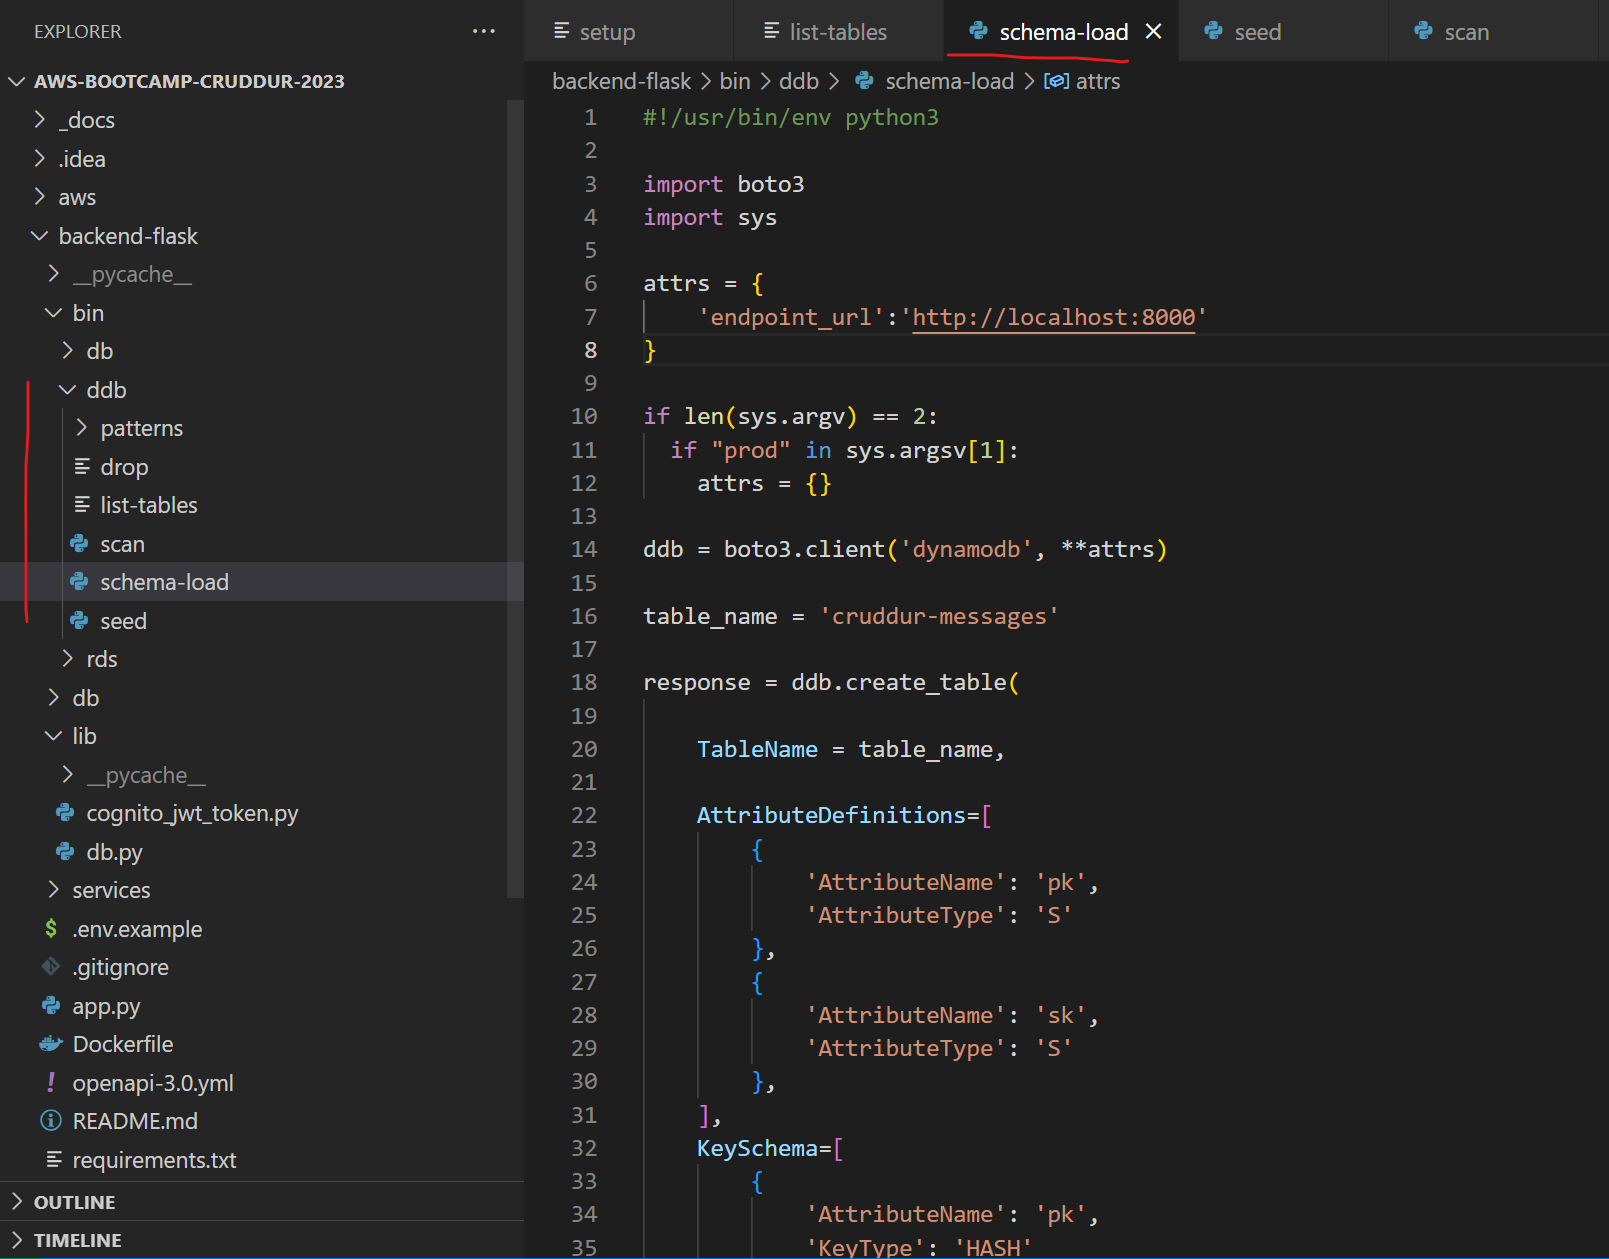 EXPLORER
AWS-BOOTCAMP-CRUDDUR-2023
_docs
.idea
aws
backend-flask
__pycache__
bin
db
ddb
patterns
drop
list-tables
scan
schema-load
seed
rds
db
lib
__pycache__
cognito_jwt_token.py
db.py
services
.env.example
.gitignore
app.py
Dockerfile
openapi-3.0.yml
README.md
requirements.txt
OUTLINE
TIMELINE
setup list-tables schema-load seed scan
backend-flask > bin > ddb > schema-load > attrs
1 #!/usr/bin/env python3
2
3 import boto3
4 import sys
5
6 attrs = {
7     'endpoint_url':'http://localhost:8000'
8 }
9
10 if len(sys.argv) == 2:
11   if "prod" in sys.argsv[1]:
12     attrs = {}
13
14 ddb = boto3.client('dynamodb', **attrs)
15
16 table_name = 'cruddur-messages'
17
18 response = ddb.create_table(
19
20     TableName = table_name,
21
22     AttributeDefinitions=[
23         {
24             'AttributeName': 'pk',
25             'AttributeType': 'S'
26         },
27         {
28             'AttributeName': 'sk',
29             'AttributeType': 'S'
30         },
31     ],
32     KeySchema=[
33         {
34             'AttributeName': 'pk',
35             'KeyType': 'HASH'